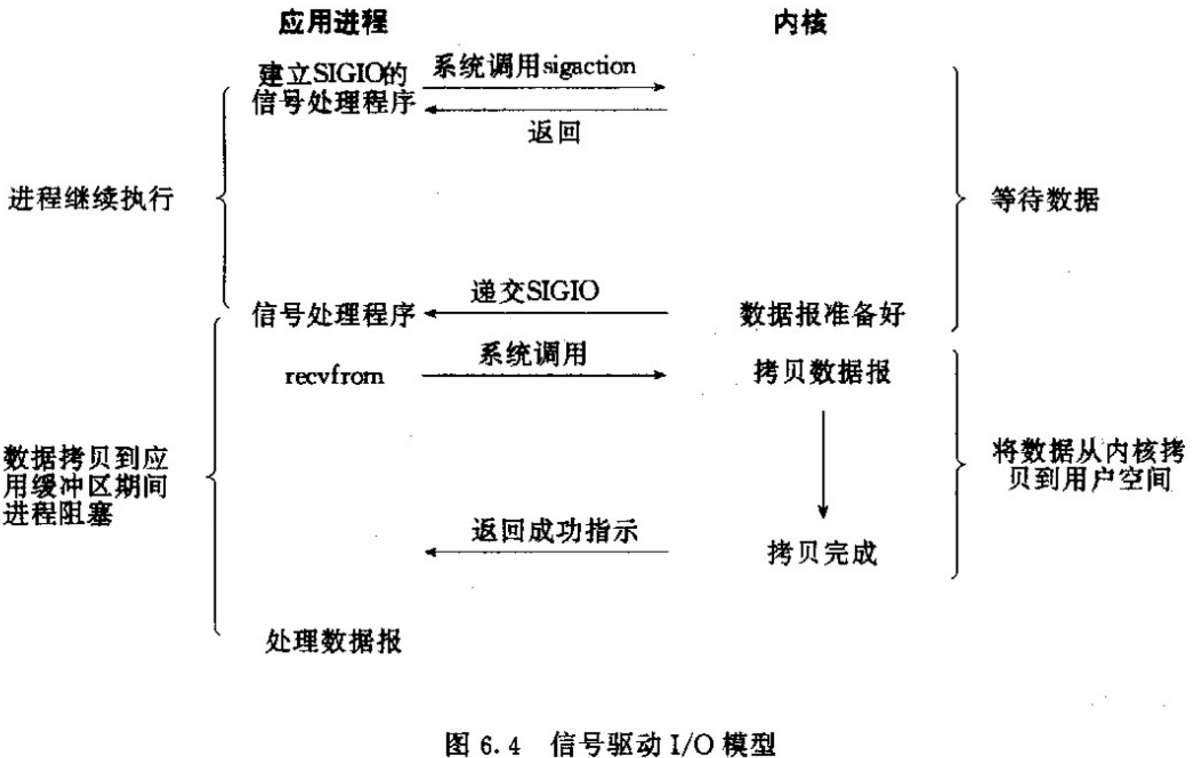 应用进程
内核
建立SIGIO的
信号处理程序
系统调用sigaction
返回
进程继续执行
等待数据
递交SIGIO
信号处理程序
数据报准备好
系统调用
recvfrom
拷贝数据报
数据拷贝到应
用缓冲区期间
进程阻塞
将数据从内核拷
贝到用户空间
返回成功指示
拷贝完成
处理数据报
图 6.4 信号驱动 I/O 模型